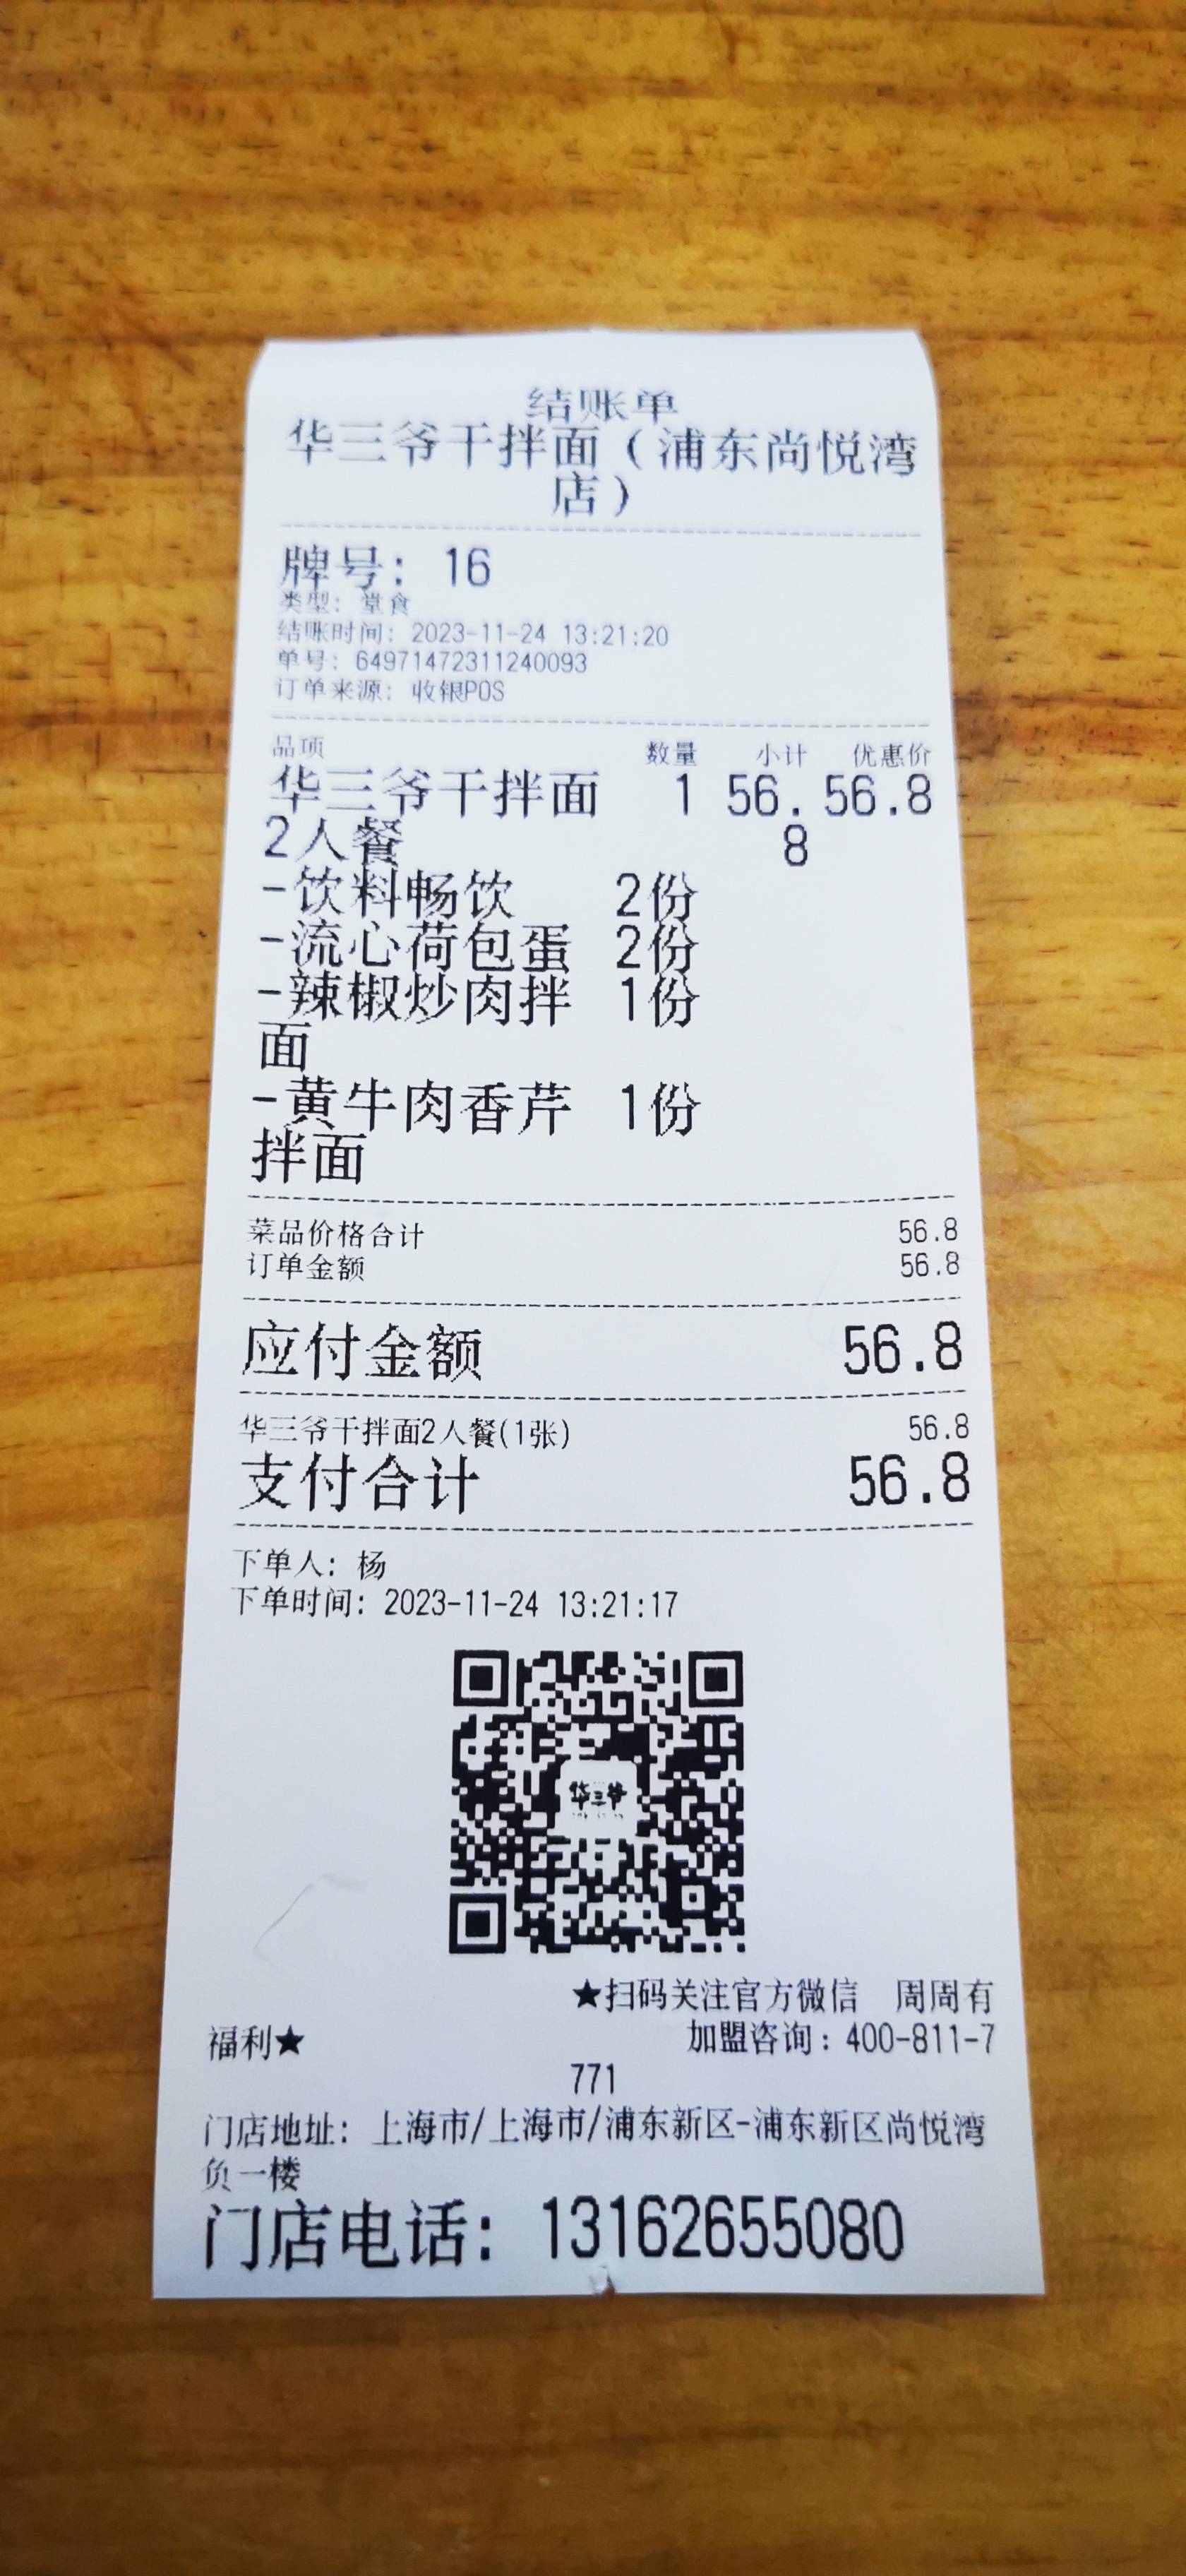 结账单
华三爷干拌面（浦东尚悦湾
店）
牌号：16
类型：堂食
结账时间：2023-11-24 13:21:20
单号：64971472311240093
订单来源：收银POS
品项 数量 小计 优惠价
华三爷干拌面 1 56. 56.8
2人餐 8
-饮料畅饮 2份
-流心荷包蛋 2份
-辣椒炒肉拌 1份
面
-黄牛肉香芹 1份
拌面
菜品价格合计 56.8
订单金额 56.8
应付金额 56.8
华三爷干拌面2人餐(1张) 56.8
支付合计 56.8
下单人：杨
下单时间：2023-11-24 13:21:17
华三爷
★扫码关注官方微信 周周有
福利★ 加盟咨询：400-811-7
771
门店地址：上海市/上海市/浦东新区-浦东新区尚悦湾
负一楼
门店电话：13162655080